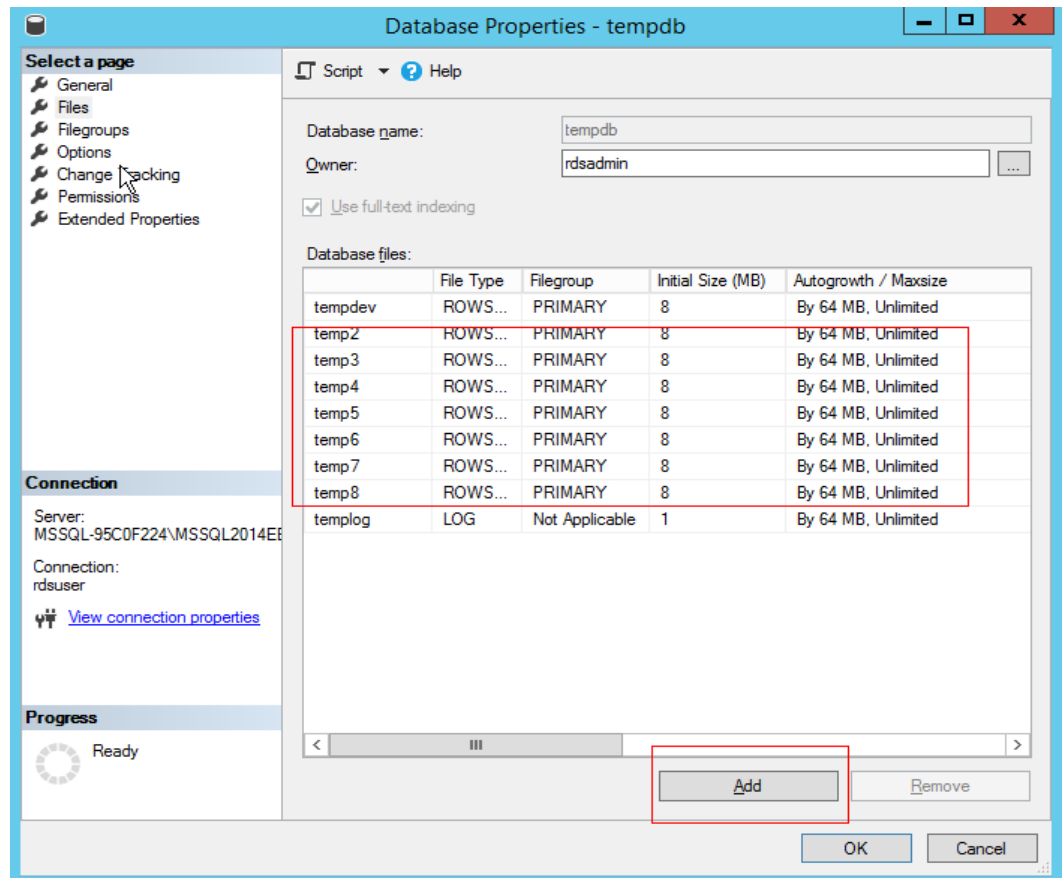 Database Properties - tempdb
Select a page
General
Files
Filegroups
Options
Change Tracking
Permissions
Extended Properties
Script Help
Database name: tempdb
Owner: rdsadmin ...
Use full-text indexing
Database files:
File Type Filegroup Initial Size (MB) Autogrowth / Maxsize
tempdev ROWS... PRIMARY 8 By 64 MB, Unlimited
temp2 ROWS... PRIMARY 8 By 64 MB, Unlimited
temp3 ROWS... PRIMARY 8 By 64 MB, Unlimited
temp4 ROWS... PRIMARY 8 By 64 MB, Unlimited
temp5 ROWS... PRIMARY 8 By 64 MB, Unlimited
temp6 ROWS... PRIMARY 8 By 64 MB, Unlimited
temp7 ROWS... PRIMARY 8 By 64 MB, Unlimited
temp8 ROWS... PRIMARY 8 By 64 MB, Unlimited
templog LOG Not Applicable 1 By 64 MB, Unlimited
Connection
Server:
MSSQL-95C0F224\MSSQL2014EE
Connection:
rdsuser
View connection properties
Progress
Ready
Add Remove
OK Cancel